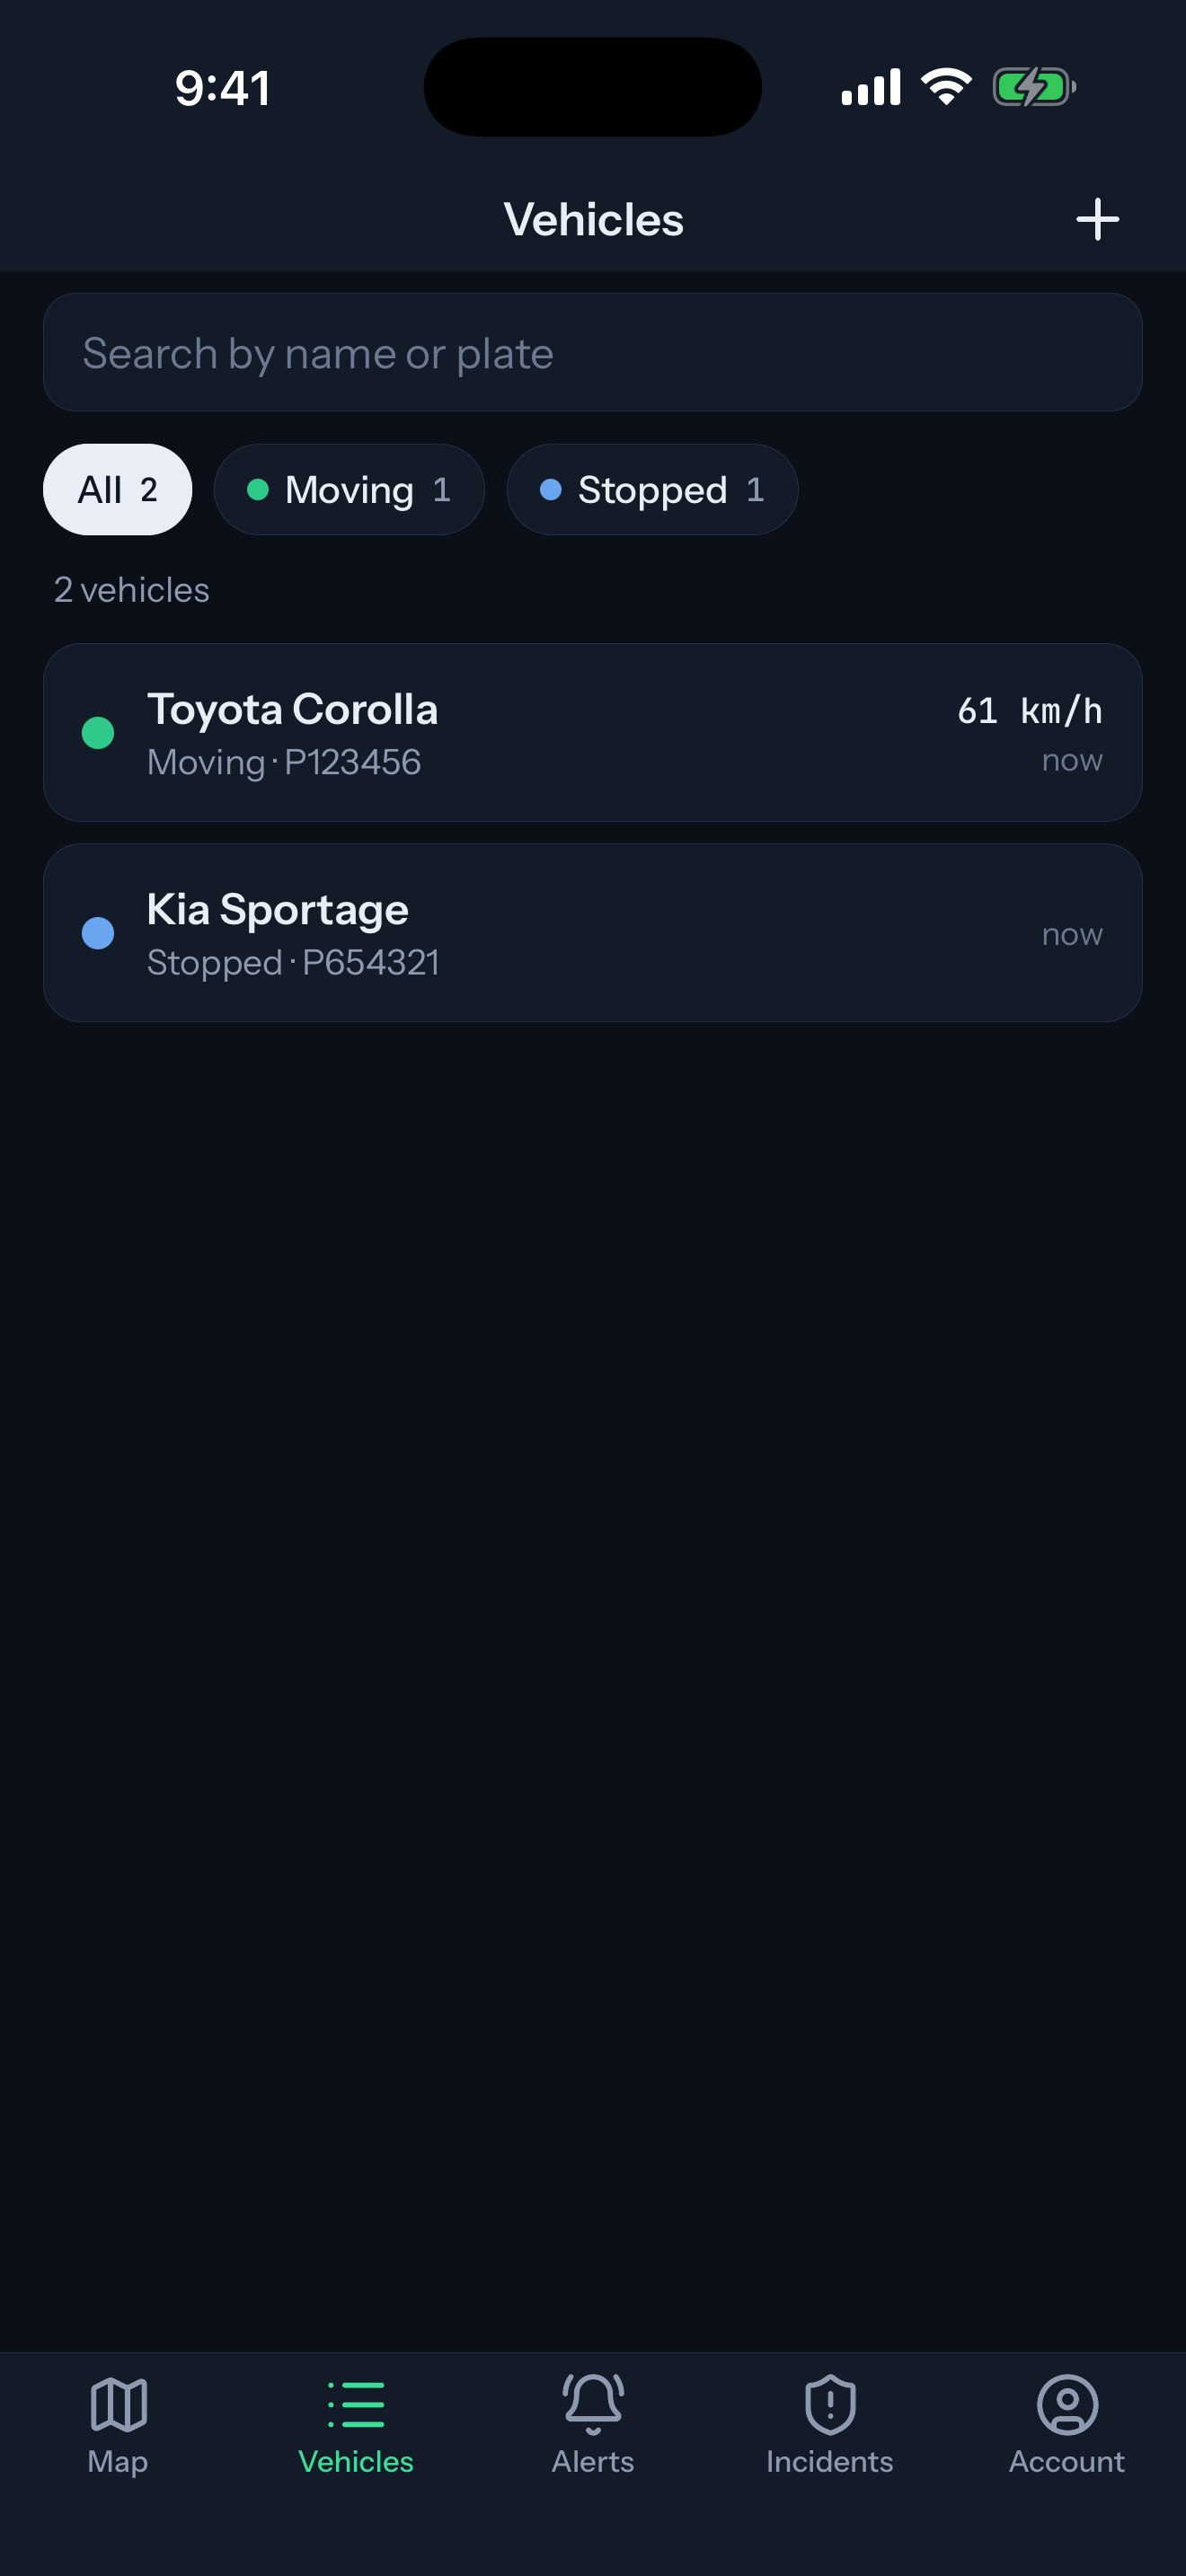 9:41
Vehicles
Search by name or plate
All 2 Moving 1 Stopped 1
2 vehicles
Toyota Corolla 61 km/h
Moving · P123456 now
Kia Sportage
Stopped · P654321 now
Map Vehicles Alerts Incidents Account